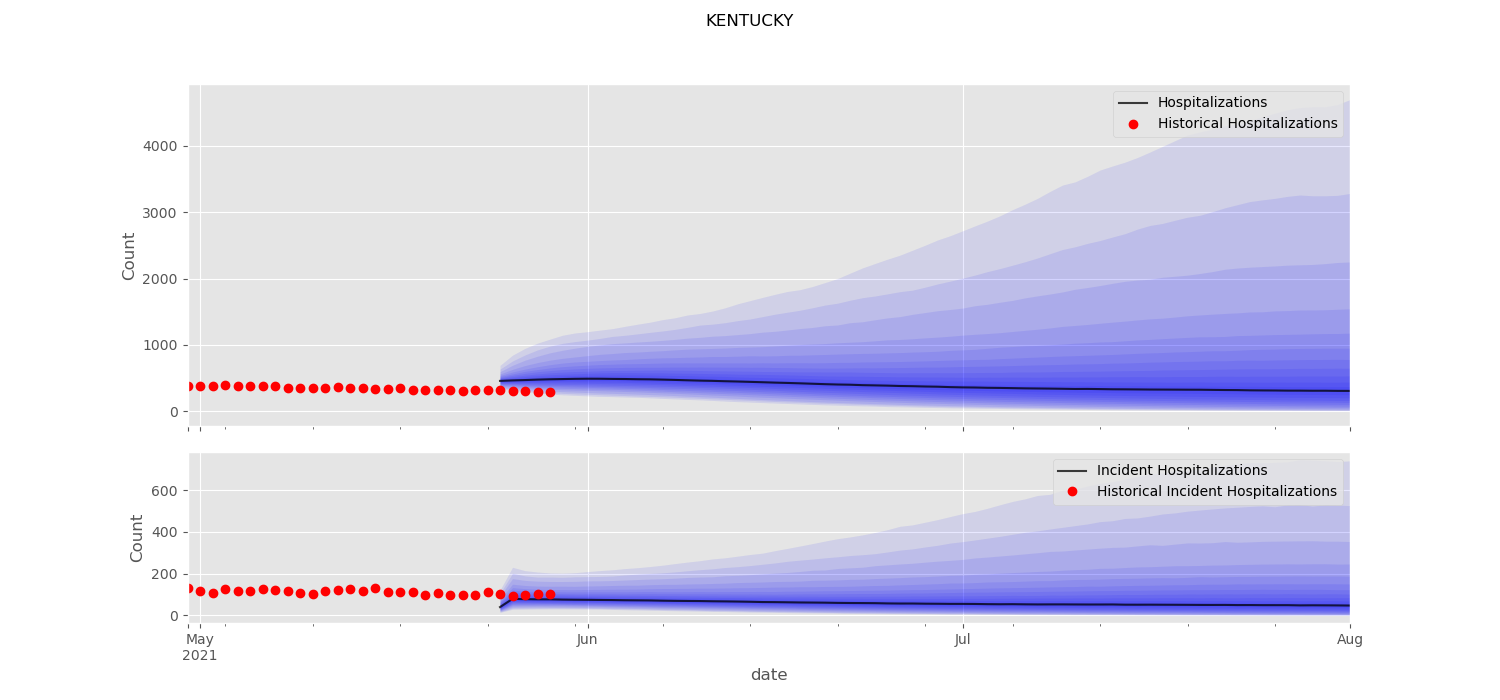 KENTUCKY
Hospitalizations
Historical Hospitalizations
4000
3000
2000
1000
0
Count
Incident Hospitalizations
Historical Incident Hospitalizations
600
400
200
0
Count
May
2021
Jun
Jul
Aug
date